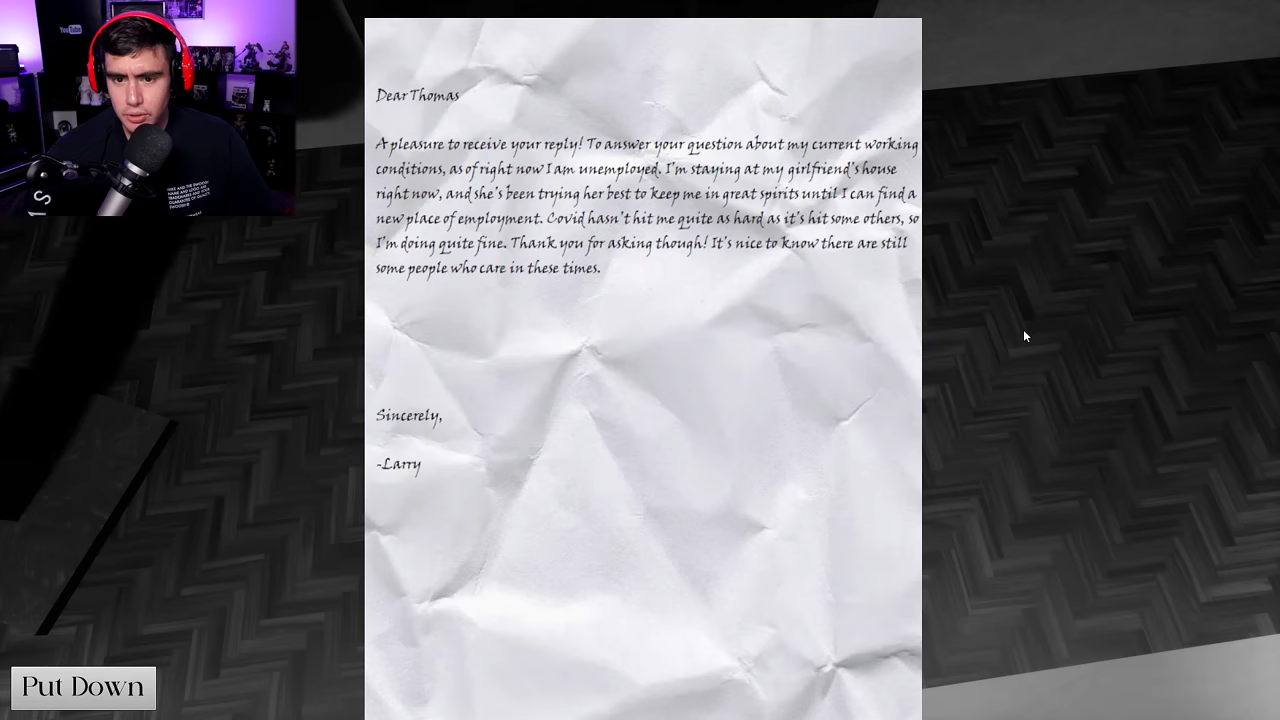 YouTube
Dear Thomas
A pleasure to receive your reply! To answer your question about my current working
conditions, as of right now I am unemployed. I'm staying at my girlfriend's house
right now, and she's been trying her best to keep me in great spirits until I can find a
new place of employment. Covid hasn't hit me quite as hard as it's hit some others, so
I'm doing quite fine. Thank you for asking though! It's nice to know there are still
some people who care in these times.
Sincerely,
-Larry
Put Down